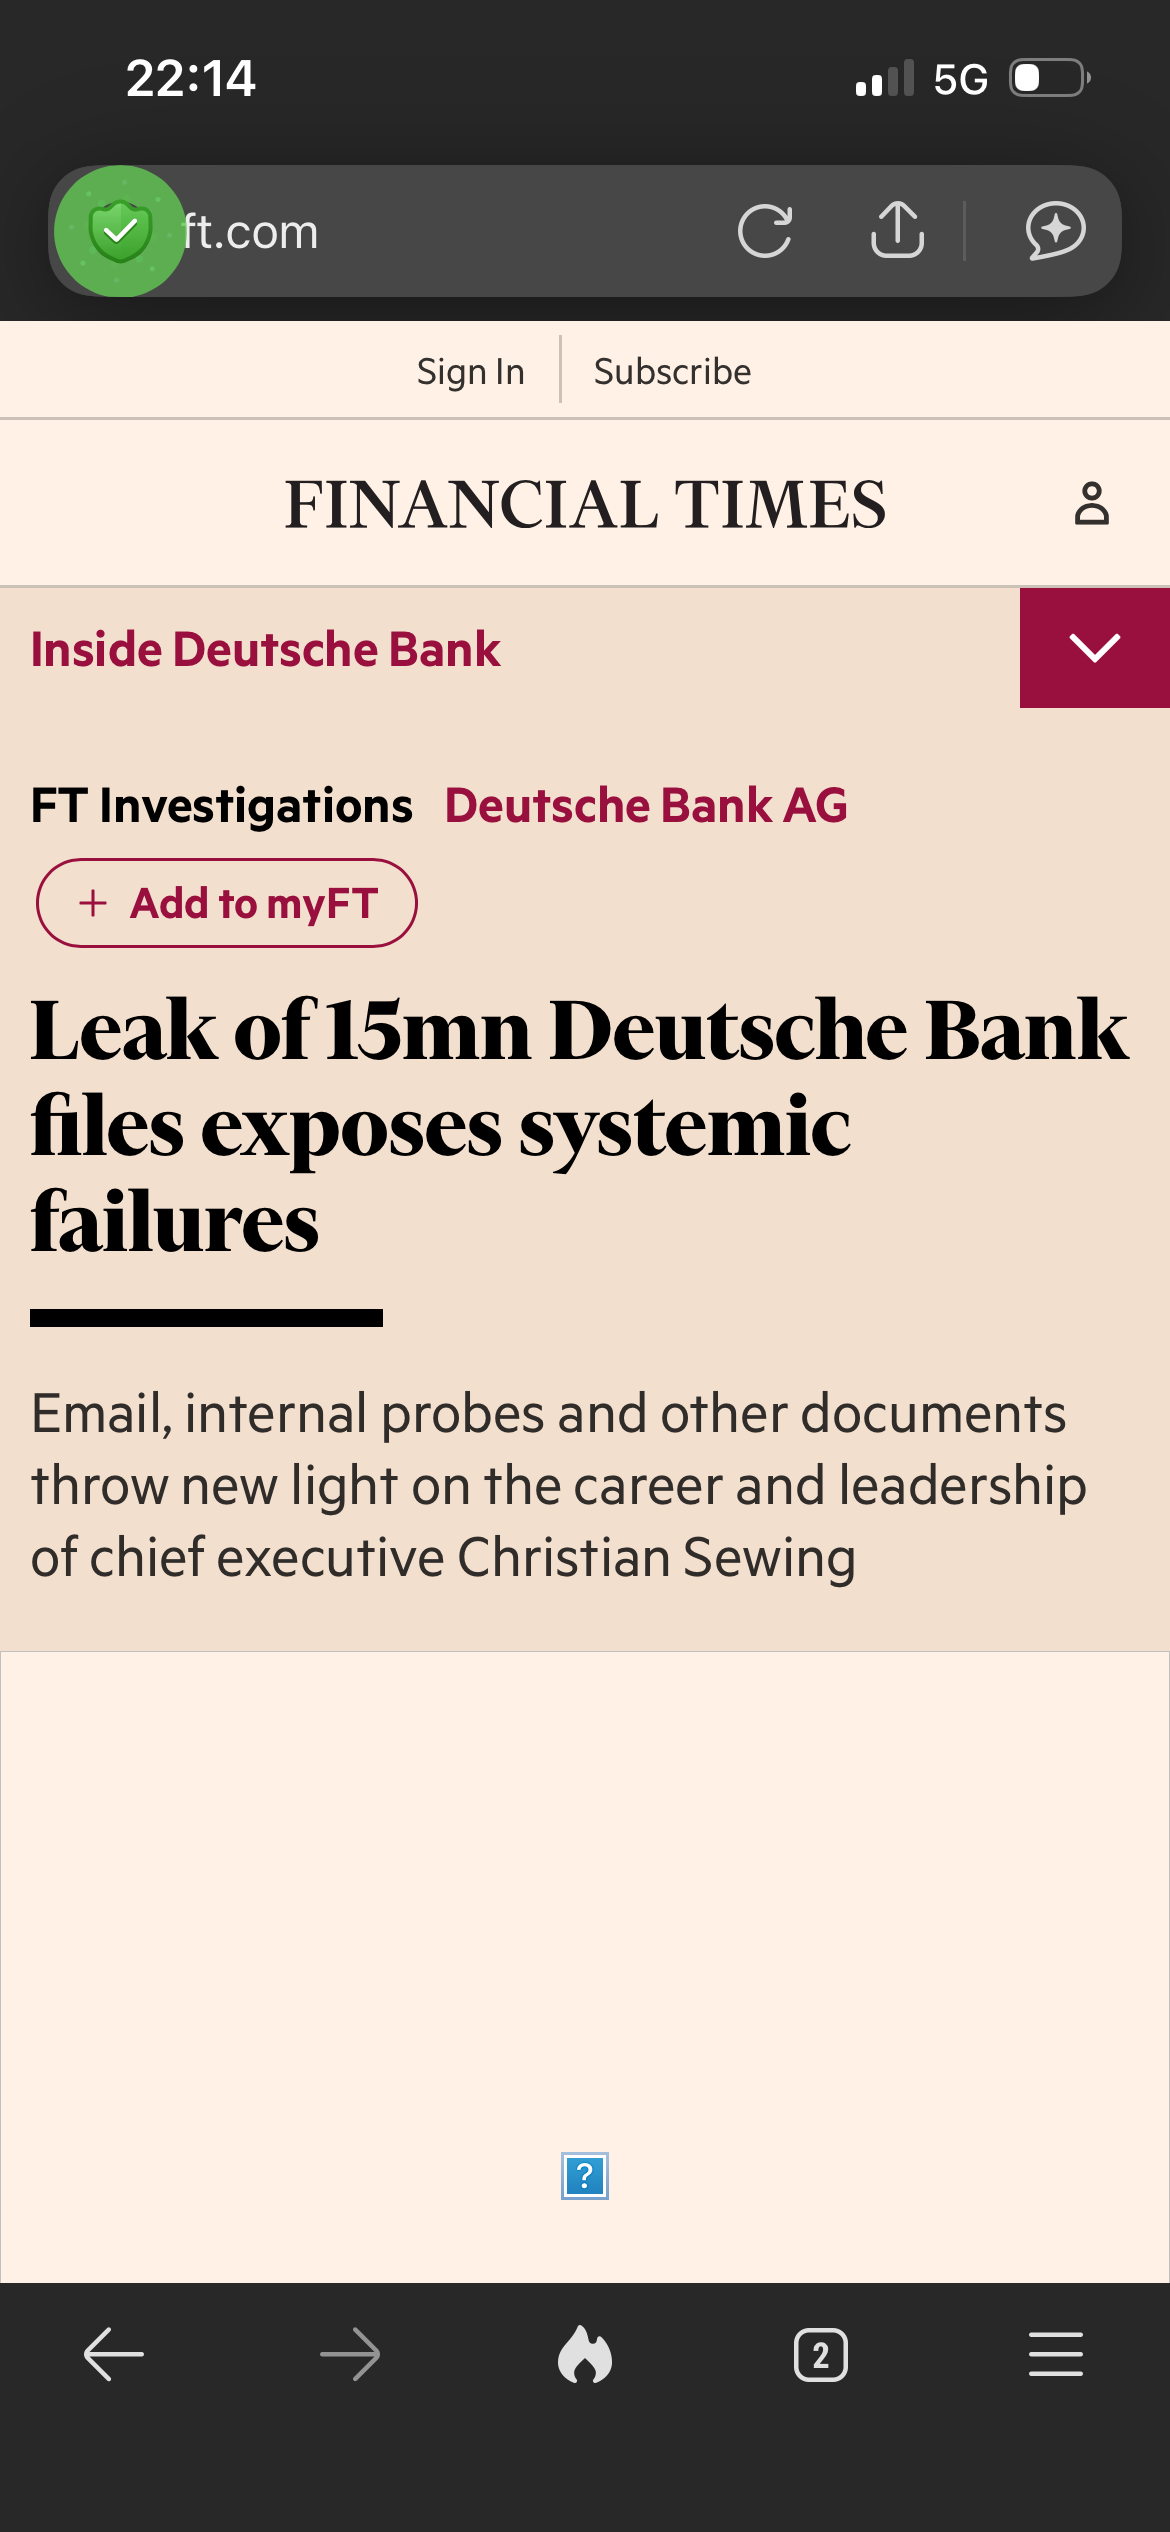 22:14
5G
ft.com
Sign In
Subscribe
FINANCIAL TIMES
Inside Deutsche Bank
FT Investigations Deutsche Bank AG
+ Add to myFT
Leak of 15mn Deutsche Bank
files exposes systemic
failures
Email, internal probes and other documents
throw new light on the career and leadership
of chief executive Christian Sewing
?
2